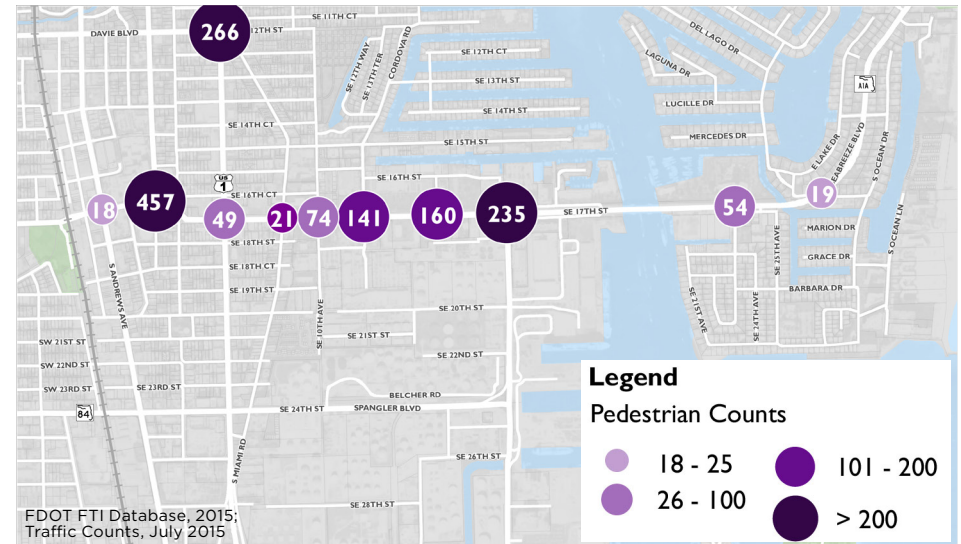 SE 11TH CT
DAVIE BLVD
266
12TH ST
SE 12TH WAY
SE 13TH TER
CORDOVA RD
SE 12TH CT
SE 13TH ST
SE 14TH ST
SE 14TH CT
SE 15TH ST
DEL LAGO DR
LAGUNA DR
LUCILLE DR
MERCEDES DR
A1A
E LAKE DR
EABREEZE BLVD
S OCEAN DR
S OCEAN LN
US
1
SE 16TH ST
SE 16TH CT
18
457
49
21
74
141
160
235
SE 17TH ST
54
19
SE 18TH ST
SE 18TH CT
SE 19TH ST
S ANDREWS AVE
SE 10TH AVE
MARION DR
GRACE DR
BARBARA DR
SE 25TH AVE
SE 24TH AVE
SE 21ST AVE
SE 20TH ST
SE 21ST ST
SE 22ND ST
SW 21ST ST
SW 22ND ST
SW 23RD ST
SE 23RD ST
84
BELCHER RD
SE 24TH ST
SPANGLER BLVD
S MIAMI RD
SE 26TH ST
SE 28TH ST
Legend
Pedestrian Counts
18 - 25
26 - 100
101 - 200
> 200
FDOT FTI Database, 2015;
Traffic Counts, July 2015